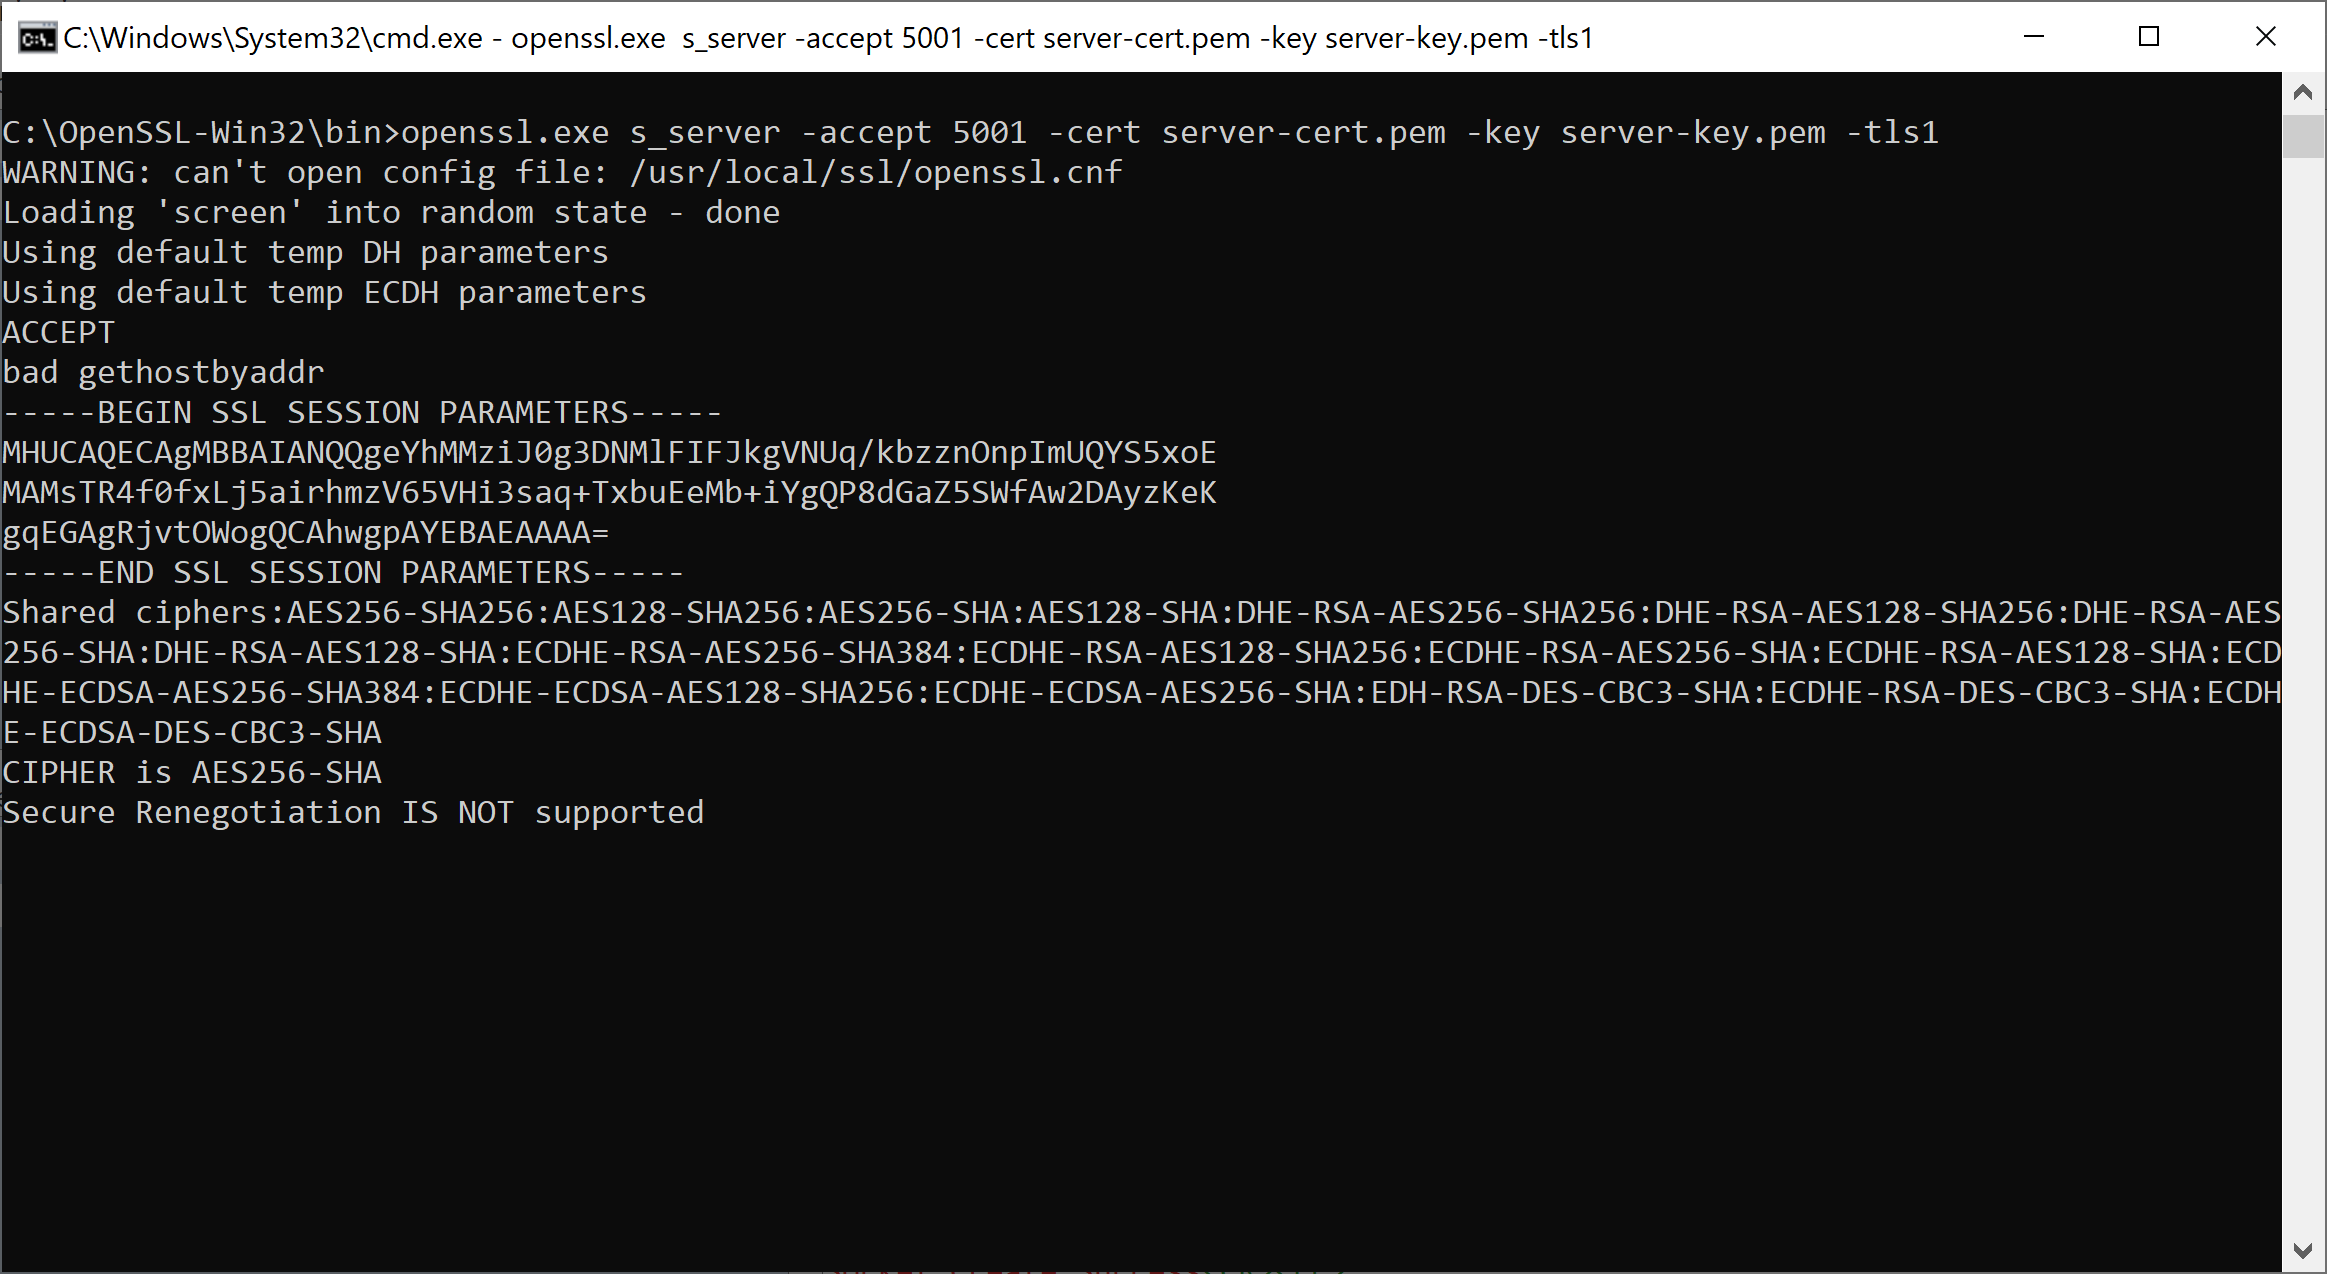 C:\Windows\System32\cmd.exe - openssl.exe  s_server -accept 5001 -cert server-cert.pem -key server-key.pem -tls1
C:\OpenSSL-Win32\bin>openssl.exe s_server -accept 5001 -cert server-cert.pem -key server-key.pem -tls1
WARNING: can't open config file: /usr/local/ssl/openssl.cnf
Loading 'screen' into random state - done
Using default temp DH parameters
Using default temp ECDH parameters
ACCEPT
bad gethostbyaddr
-----BEGIN SSL SESSION PARAMETERS-----
MHUCAQECAgMBBAIANQQgeYhMMziJ0g3DNMlFIFJkgVNUq/kbzznOnpImUQYS5xoE
MAMsTR4f0fxLj5airhmzV65VHi3saq+TxbuEeMb+iYgQP8dGaZ5SWfAw2DAyzKeK
gqEGAgRjvtOWogQCAhwgpAYEBAEAAAA=
-----END SSL SESSION PARAMETERS-----
Shared ciphers:AES256-SHA256:AES128-SHA256:AES256-SHA:AES128-SHA:DHE-RSA-AES256-SHA256:DHE-RSA-AES128-SHA256:DHE-RSA-AES
256-SHA:DHE-RSA-AES128-SHA:ECDHE-RSA-AES256-SHA384:ECDHE-RSA-AES128-SHA256:ECDHE-RSA-AES256-SHA:ECDHE-RSA-AES128-SHA:ECD
HE-ECDSA-AES256-SHA384:ECDHE-ECDSA-AES128-SHA256:ECDHE-ECDSA-AES256-SHA:EDH-RSA-DES-CBC3-SHA:ECDHE-RSA-DES-CBC3-SHA:ECDH
E-ECDSA-DES-CBC3-SHA
CIPHER is AES256-SHA
Secure Renegotiation IS NOT supported